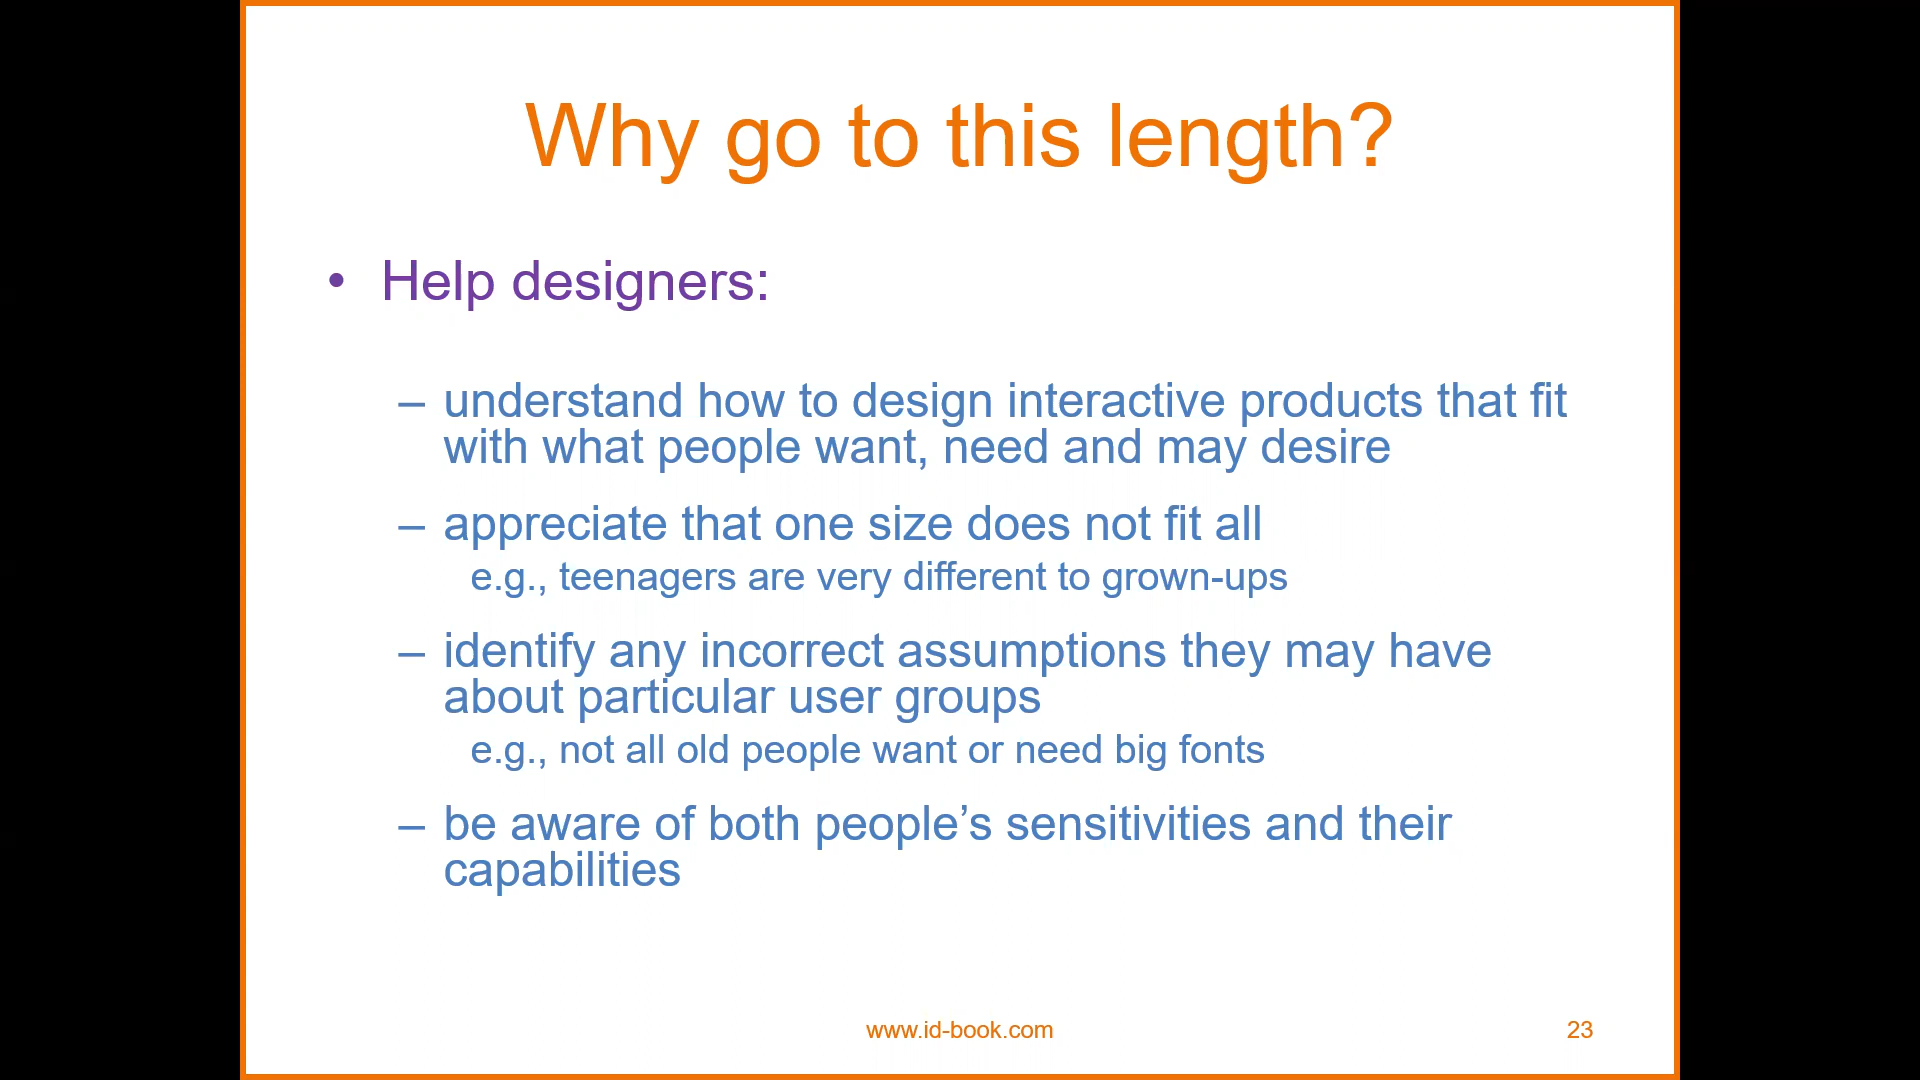 Why go to this length?
• Help designers:
– understand how to design interactive products that fit
with what people want, need and may desire
– appreciate that one size does not fit all
e.g., teenagers are very different to grown-ups
– identify any incorrect assumptions they may have
about particular user groups
e.g., not all old people want or need big fonts
– be aware of both people’s sensitivities and their
capabilities
www.id-book.com
23